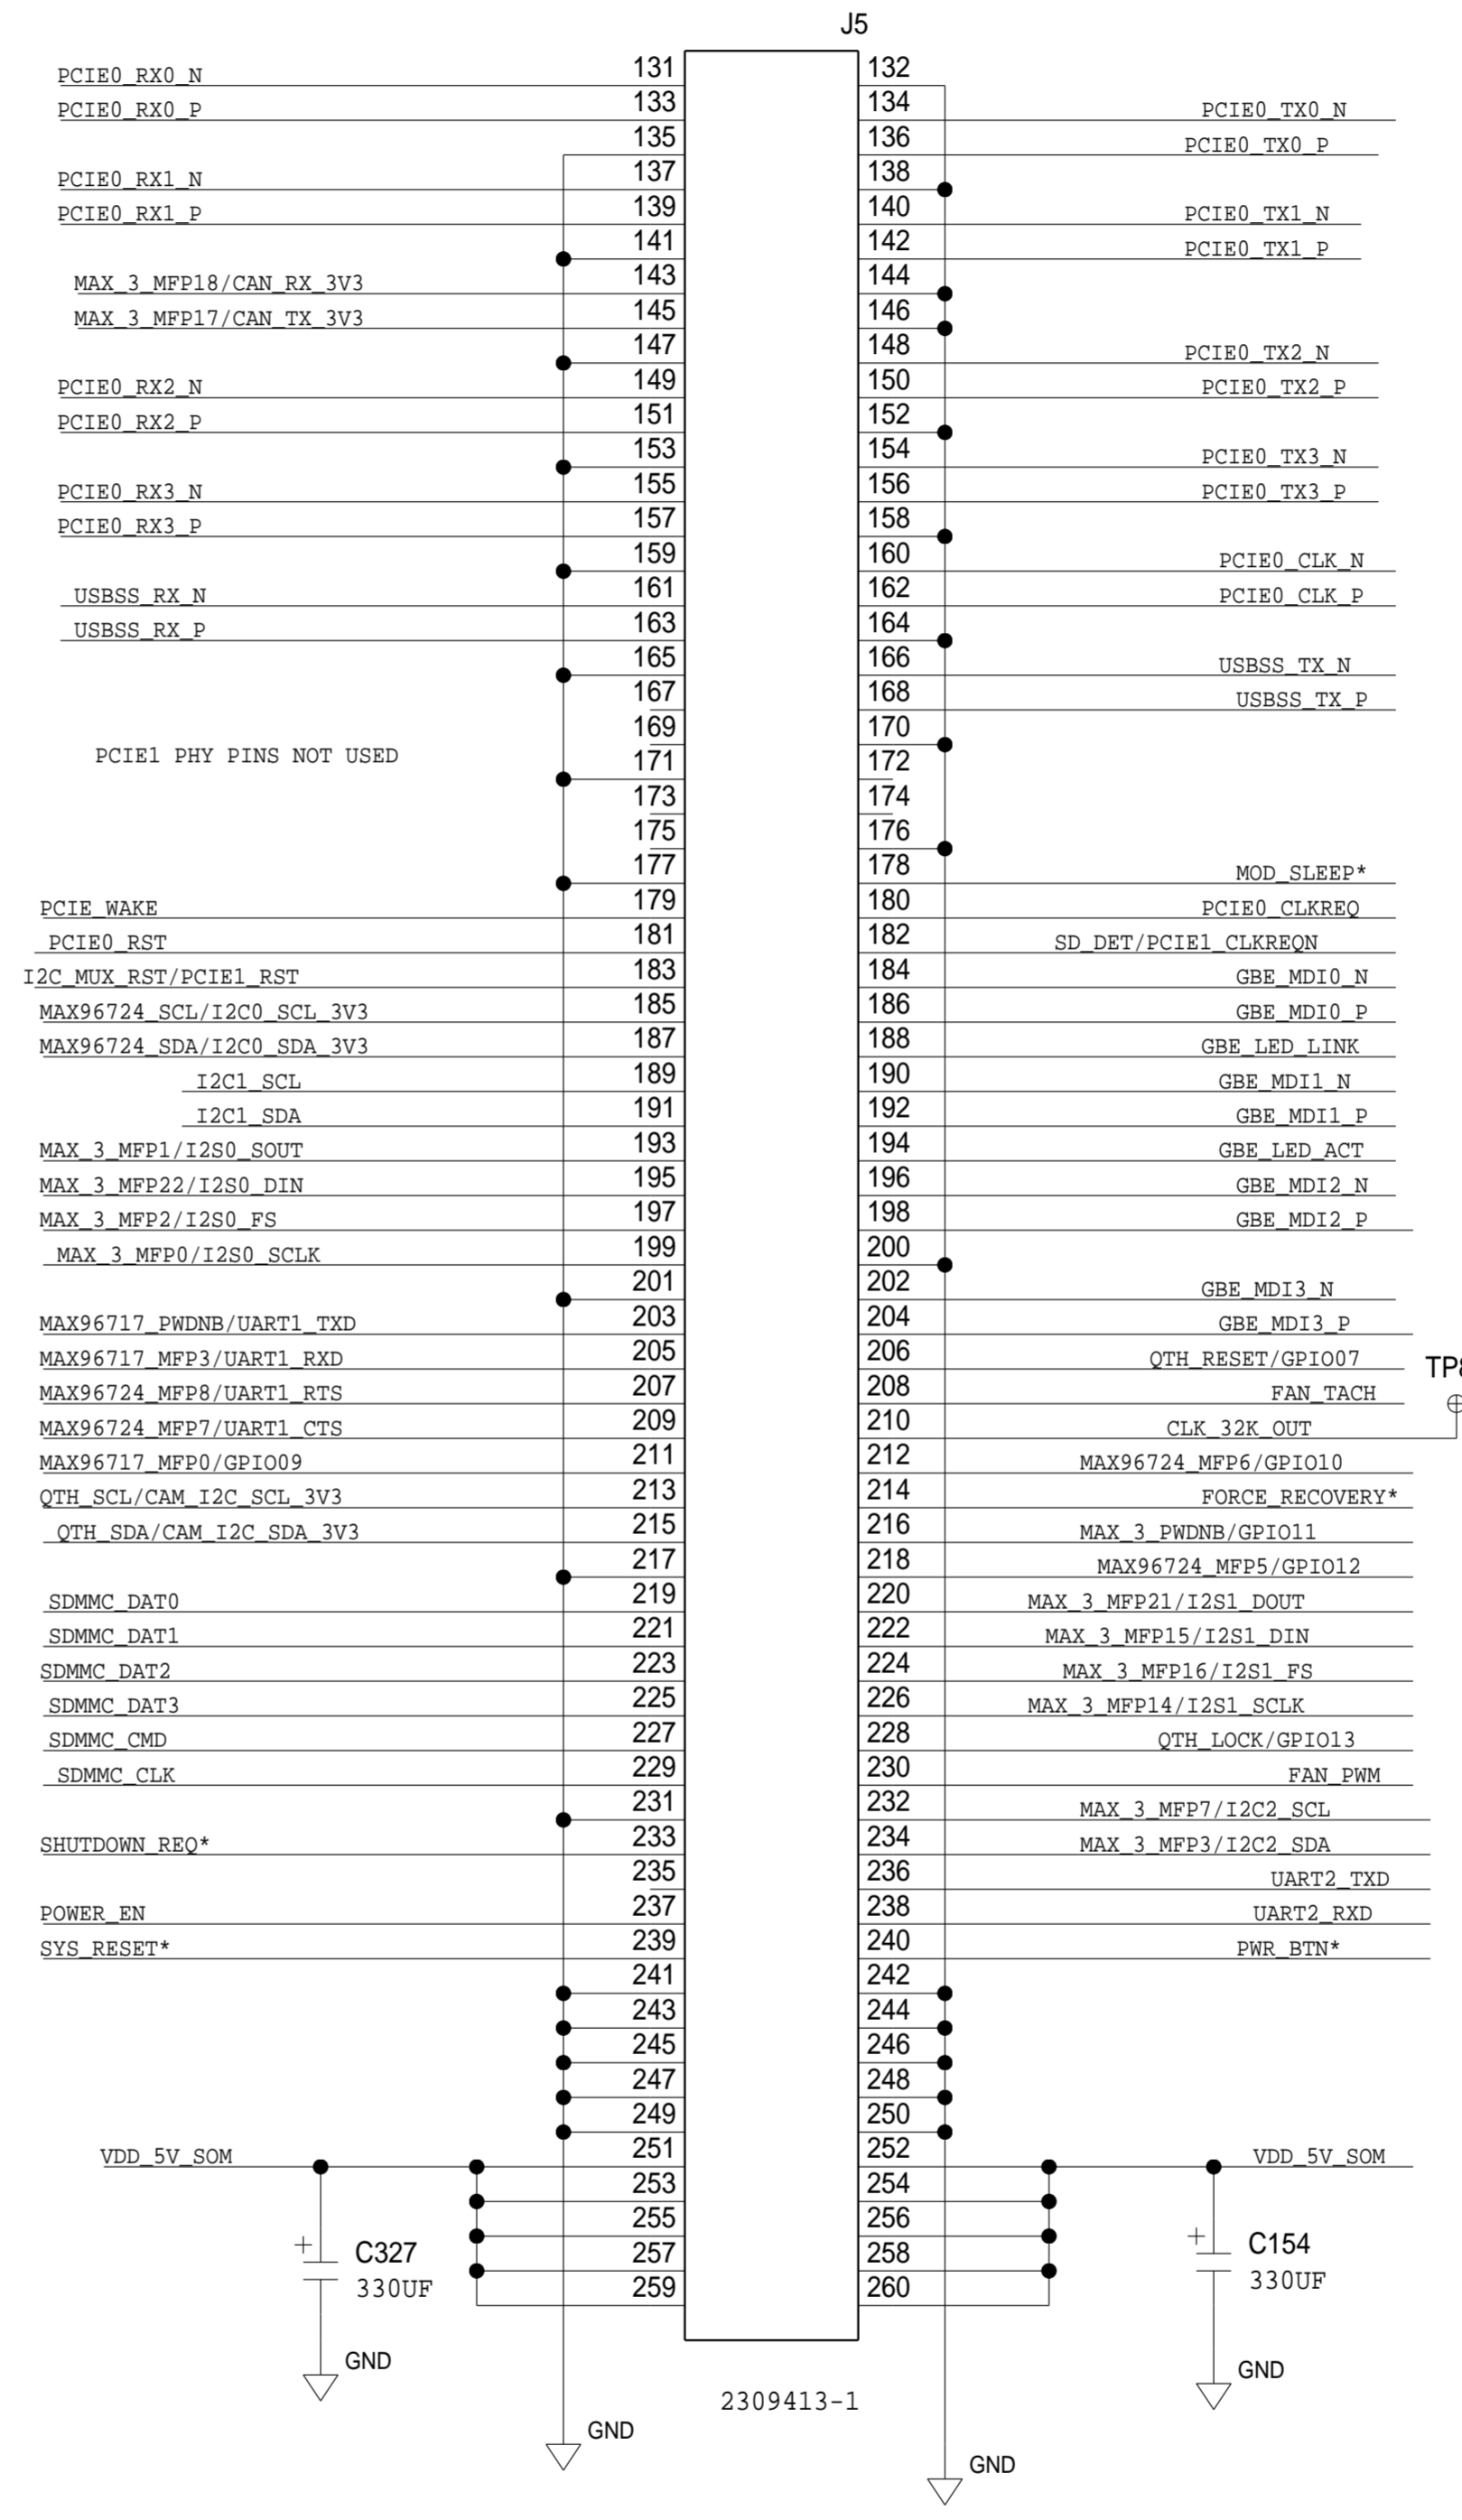 J5
131 132
PCIE0_RX0_N
133 134
PCIE0_RX0_P PCIE0_TX0_N
135 136
PCIE0_TX0_P
137 138
PCIE0_RX1_N
139 140
PCIE0_RX1_P PCIE0_TX1_N
141 142
PCIE0_TX1_P
143 144
MAX_3_MFP18/CAN_RX_3V3
145 146
MAX_3_MFP17/CAN_TX_3V3
147 148
PCIE0_TX2_N
149 150
PCIE0_RX2_N PCIE0_TX2_P
151 152
PCIE0_RX2_P
153 154
PCIE0_TX3_N
155 156
PCIE0_RX3_N PCIE0_TX3_P
157 158
PCIE0_RX3_P
159 160
PCIE0_CLK_N
161 162
USBSS_RX_N PCIE0_CLK_P
163 164
USBSS_RX_P
165 166
USBSS_TX_N
167 168
USBSS_TX_P
169 170
PCIE1 PHY PINS NOT USED
171 172
173 174
175 176
177 178
MOD_SLEEP*
179 180
PCIE_WAKE PCIE0_CLKREQ
181 182
PCIE0_RST SD_DET/PCIE1_CLKREQN
183 184
I2C_MUX_RST/PCIE1_RST GBE_MDI0_N
185 186
MAX96724_SCL/I2C0_SCL_3V3 GBE_MDI0_P
187 188
MAX96724_SDA/I2C0_SDA_3V3 GBE_LED_LINK
189 190
I2C1_SCL GBE_MDI1_N
191 192
I2C1_SDA GBE_MDI1_P
193 194
MAX_3_MFP1/I2S0_SOUT GBE_LED_ACT
195 196
MAX_3_MFP22/I2S0_DIN GBE_MDI2_N
197 198
MAX_3_MFP2/I2S0_FS GBE_MDI2_P
199 200
MAX_3_MFP0/I2S0_SCLK
201 202
GBE_MDI3_N
203 204
MAX96717_PWDNB/UART1_TXD GBE_MDI3_P
205 206
MAX96717_MFP3/UART1_RXD QTH_RESET/GPIO07
TP8
207 208
MAX96724_MFP8/UART1_RTS FAN_TACH
209 210
MAX96724_MFP7/UART1_CTS CLK_32K_OUT
211 212
MAX96717_MFP0/GPIO09 MAX96724_MFP6/GPIO10
213 214
QTH_SCL/CAM_I2C_SCL_3V3 FORCE_RECOVERY*
215 216
QTH_SDA/CAM_I2C_SDA_3V3 MAX_3_PWDNB/GPIO11
217 218
MAX96724_MFP5/GPIO12
219 220
SDMMC_DAT0 MAX_3_MFP21/I2S1_DOUT
221 222
SDMMC_DAT1 MAX_3_MFP15/I2S1_DIN
223 224
SDMMC_DAT2 MAX_3_MFP16/I2S1_FS
225 226
SDMMC_DAT3 MAX_3_MFP14/I2S1_SCLK
227 228
SDMMC_CMD QTH_LOCK/GPIO13
229 230
SDMMC_CLK FAN_PWM
231 232
MAX_3_MFP7/I2C2_SCL
233 234
SHUTDOWN_REQ* MAX_3_MFP3/I2C2_SDA
235 236
UART2_TXD
237 238
POWER_EN UART2_RXD
239 240
SYS_RESET* PWR_BTN*
241 242
243 244
245 246
247 248
249 250
251 252
VDD_5V_SOM VDD_5V_SOM
253 254
255 256
+ C327 + C154
257 258
330UF 330UF
259 260
GND GND
2309413-1
GND GND